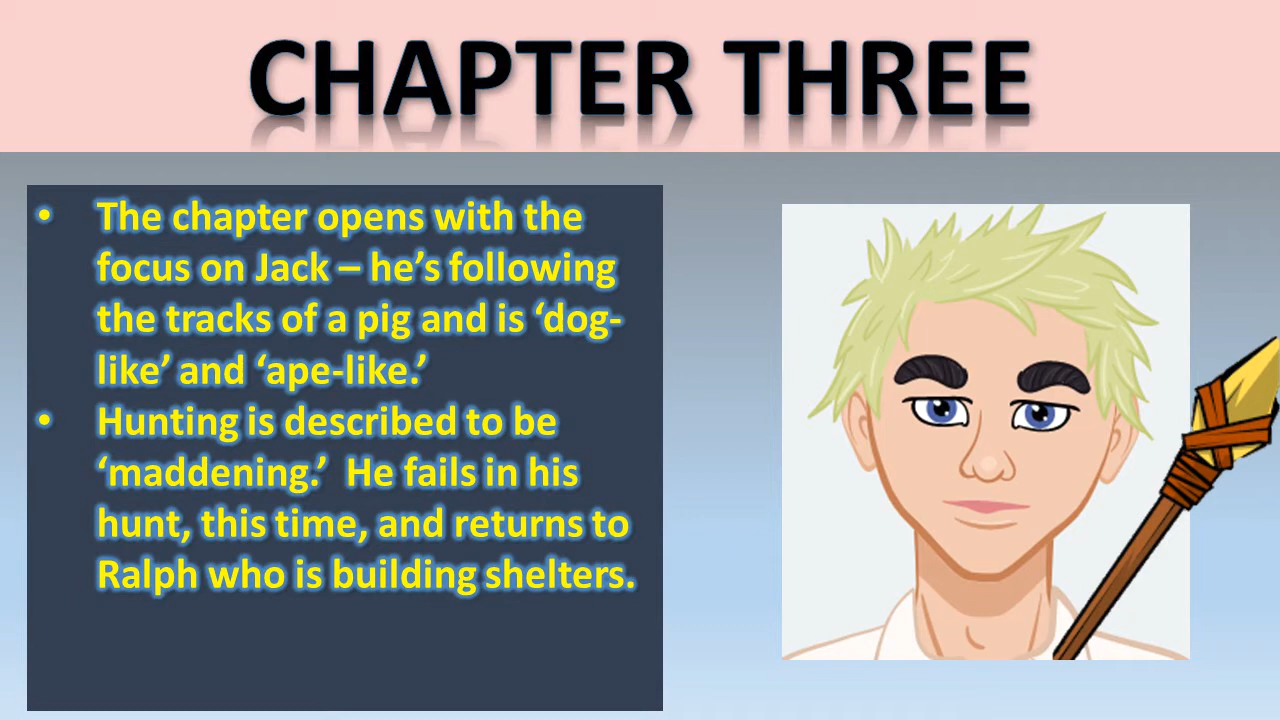 CHAPTER THREE
• The chapter opens with the
focus on Jack – he’s following
the tracks of a pig and is ‘dog-
like’ and ‘ape-like.’
• Hunting is described to be
‘maddening.’  He fails in his
hunt, this time, and returns to
Ralph who is building shelters.